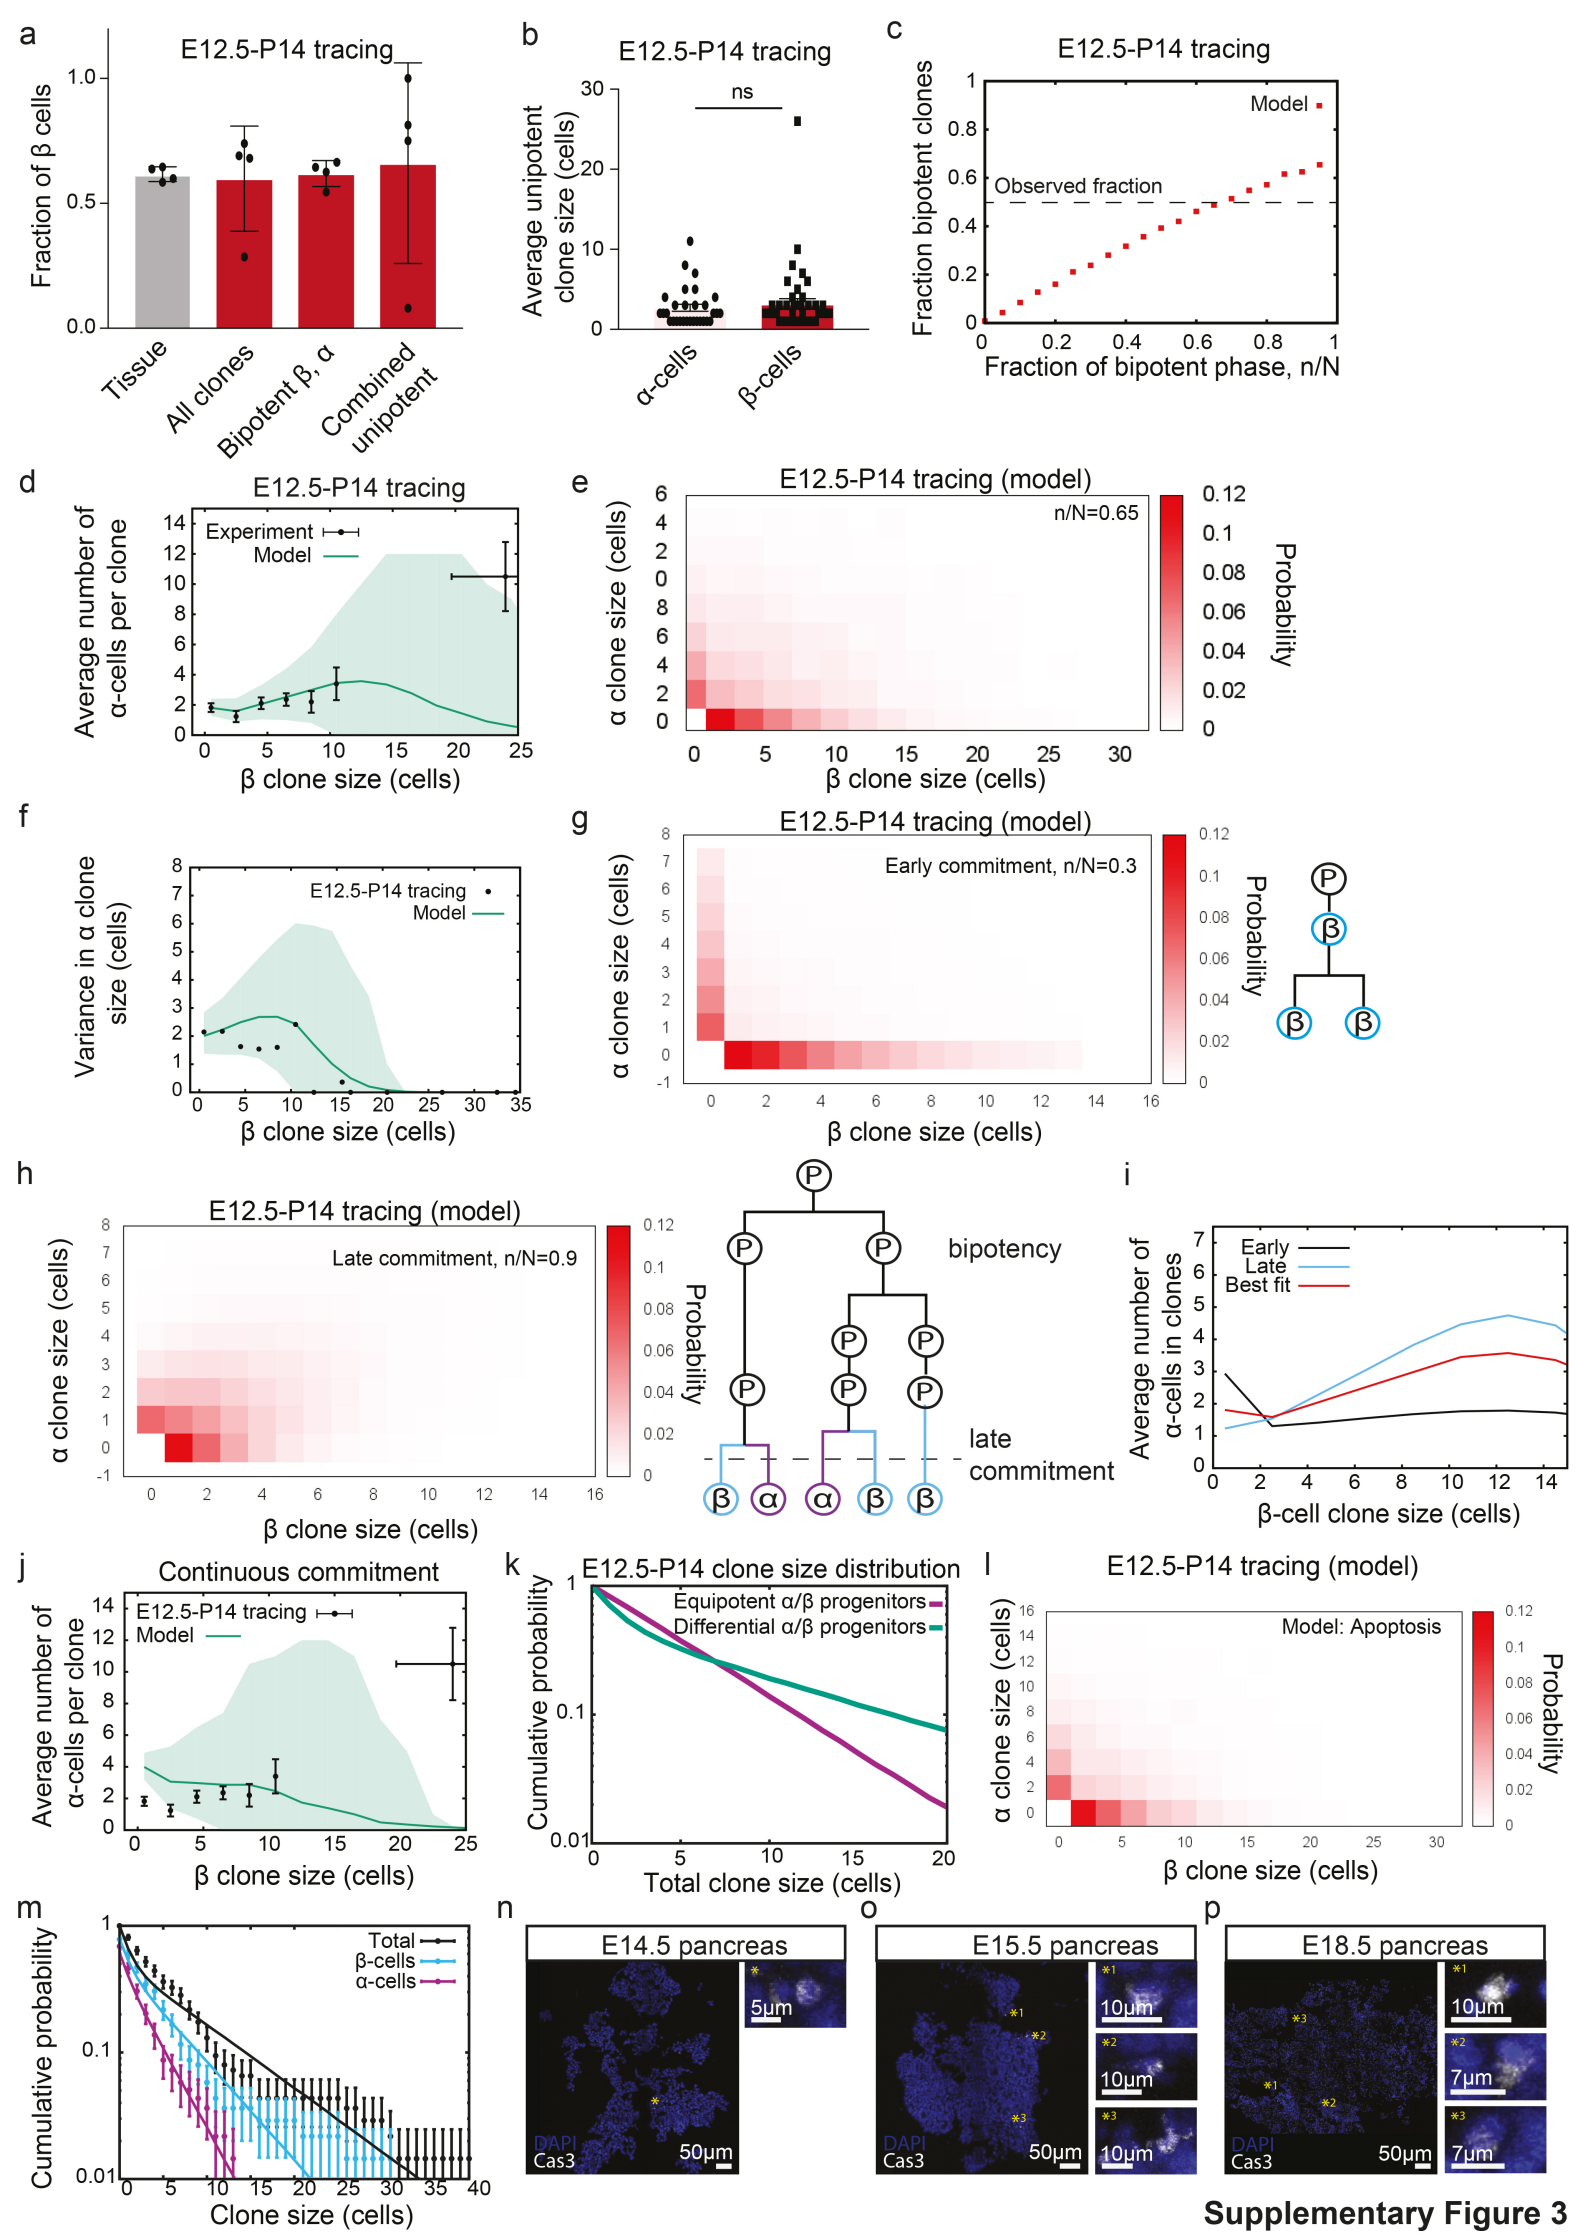 a
E12.5-P14 tracing
Fraction of β cells
1.0
0.5
0.0
Tissue
All clones
Bipotent β, α
Combined
unipotent
b
E12.5-P14 tracing
Average unipotent
clone size (cells)
30
20
10
0
ns
α-cells
β-cells
c
E12.5-P14 tracing
Fraction bipotent clones
1
0.8
0.6
0.4
0.2
0
Model
Observed fraction
0 0.2 0.4 0.6 0.8 1
Fraction of bipotent phase, n/N
d
E12.5-P14 tracing
Average number of
α-cells per clone
14
12
10
8
6
4
2
0
Experiment
Model
0 5 10 15 20 25
β clone size (cells)
e
E12.5-P14 tracing (model)
n/N=0.65
α clone size (cells)
6
4
2
0
8
6
4
2
0
0 5 10 15 20 25 30
β clone size (cells)
0.12
0.1
0.08
0.06
0.04
0.02
0
Probability
f
Variance in α clone
size (cells)
8
7
6
5
4
3
2
1
0
E12.5-P14 tracing
Model
0 5 10 15 20 25 30 35
β clone size (cells)
g
E12.5-P14 tracing (model)
Early commitment, n/N=0.3
α clone size (cells)
8
7
6
5
4
3
2
1
0
-1
0 2 4 6 8 10 12 14 16
β clone size (cells)
0.12
0.1
0.08
0.06
0.04
0.02
0
Probability
P
β
β β
h
E12.5-P14 tracing (model)
Late commitment, n/N=0.9
α clone size (cells)
8
7
6
5
4
3
2
1
0
-1
0 2 4 6 8 10 12 14 16
β clone size (cells)
0.12
0.1
0.08
0.06
0.04
0.02
0
Probability
P
P P
bipotency
P P
P P P
late
commitment
β α α β β
i
Average number of
α-cells in clones
7
6
5
4
3
2
1
0
Early
Late
Best fit
0 2 4 6 8 10 12 14
β-cell clone size (cells)
j
Continuous commitment
Average number of
α-cells per clone
14
12
10
8
6
4
2
0
E12.5-P14 tracing
Model
0 5 10 15 20 25
β clone size (cells)
k
E12.5-P14 clone size distribution
Cumulative probability
1
0.1
0.01
Equipotent α/β progenitors
Differential α/β progenitors
0 5 10 15 20
Total clone size (cells)
l
E12.5-P14 tracing (model)
Model: Apoptosis
α clone size (cells)
16
14
12
10
8
6
4
2
0
0 5 10 15 20 25 30
β clone size (cells)
0.12
0.1
0.08
0.06
0.04
0.02
0
Probability
m
Cumulative probability
1
0.1
0.01
Total
β-cells
α-cells
0 5 10 15 20 25 30 35 40
Clone size (cells)
n
E14.5 pancreas
*
*
5µm
DAPI
Cas3
50µm
o
E15.5 pancreas
*1
*2
*3
DAPI
Cas3
50µm
*1
10µm
*2
10µm
*3
10µm
p
E18.5 pancreas
*3
*1
*2
DAPI
Cas3
50µm
*1
10µm
*2
7µm
*3
7µm
Supplementary Figure 3